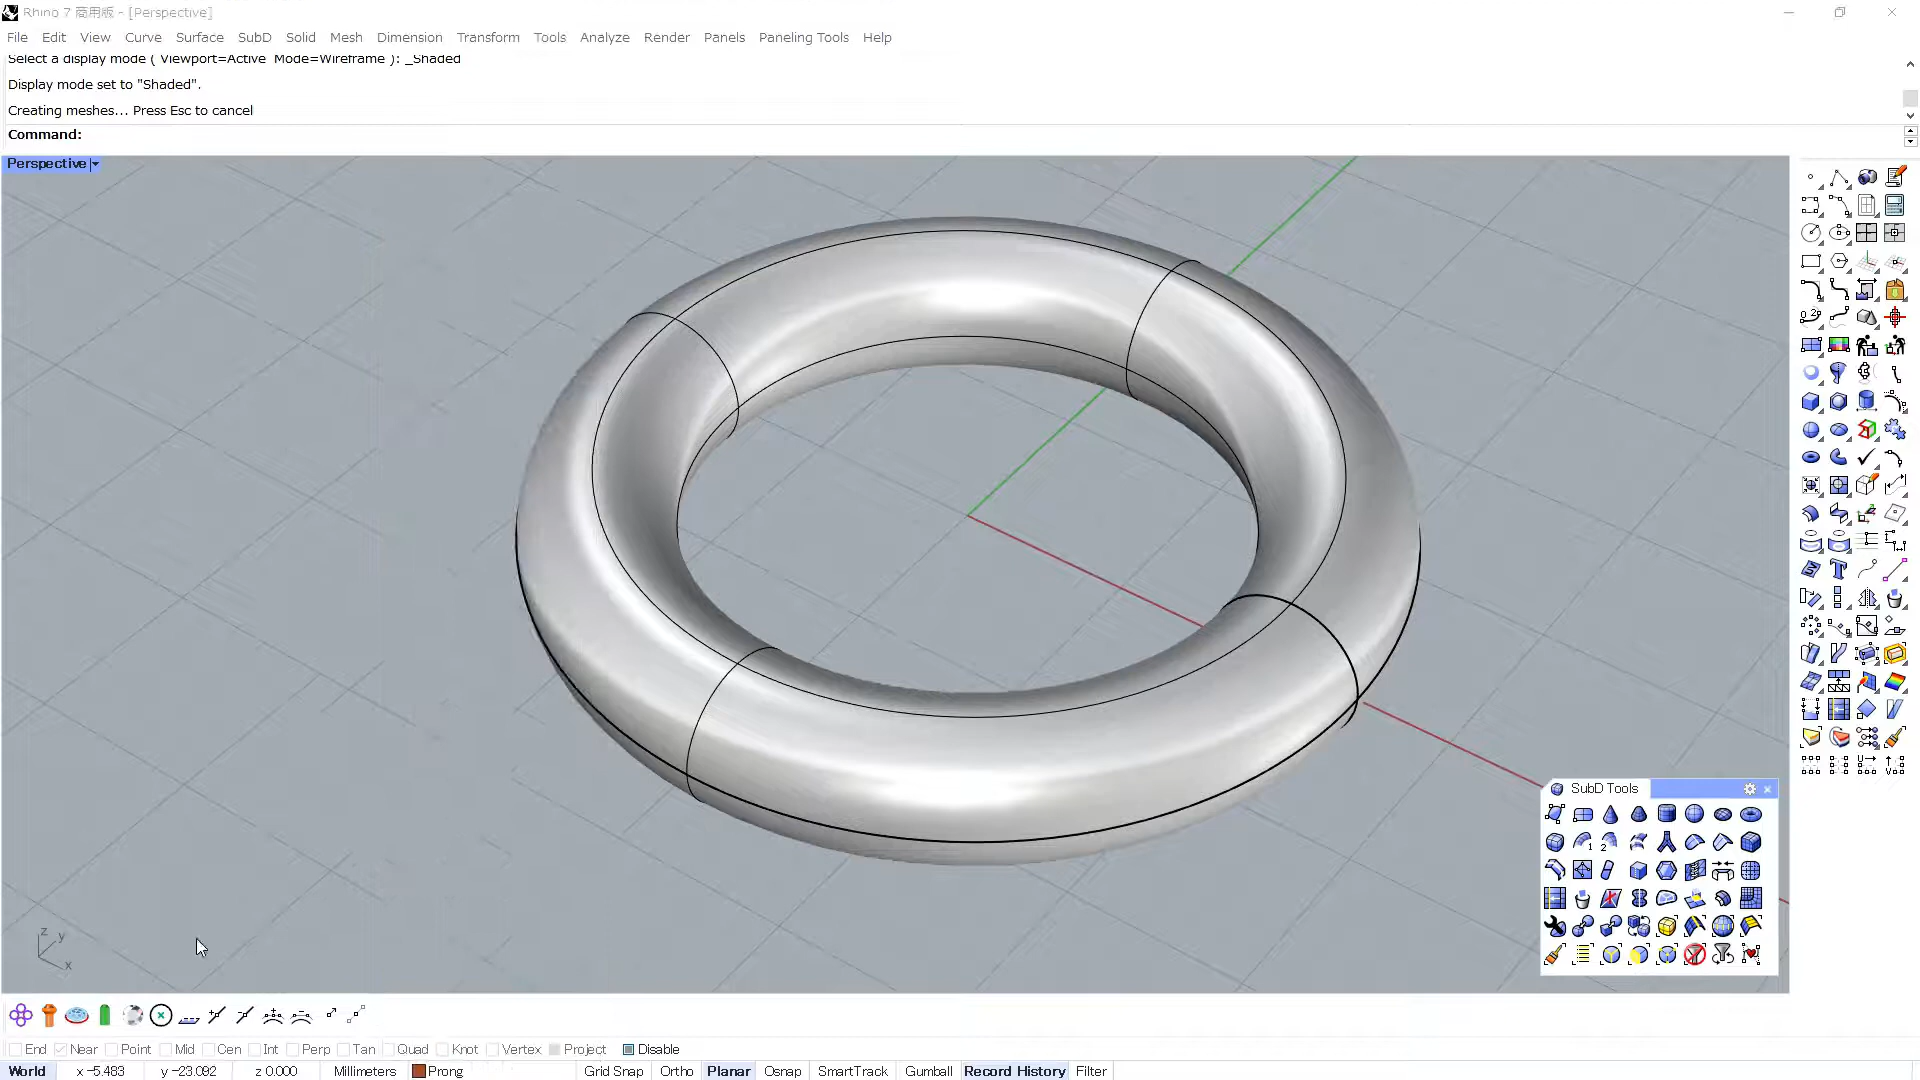 Rhino 7 商用版 - [Perspective]
File Edit View Curve Surface SubD Solid Mesh Dimension Transform Tools Analyze Render Panels Paneling Tools Help
Select a display mode ( Viewport=Active Mode=Wireframe ): _Shaded
Display mode set to "Shaded".
Creating meshes... Press Esc to cancel
Command:
Perspective
SubD Tools
z
y
x
End Near Point Mid Cen Int Perp Tan Quad Knot Vertex Project Disable
World x -5.483 y -23.092 z 0.000 Millimeters Prong Grid Snap Ortho Planar Osnap SmartTrack Gumball Record History Filter